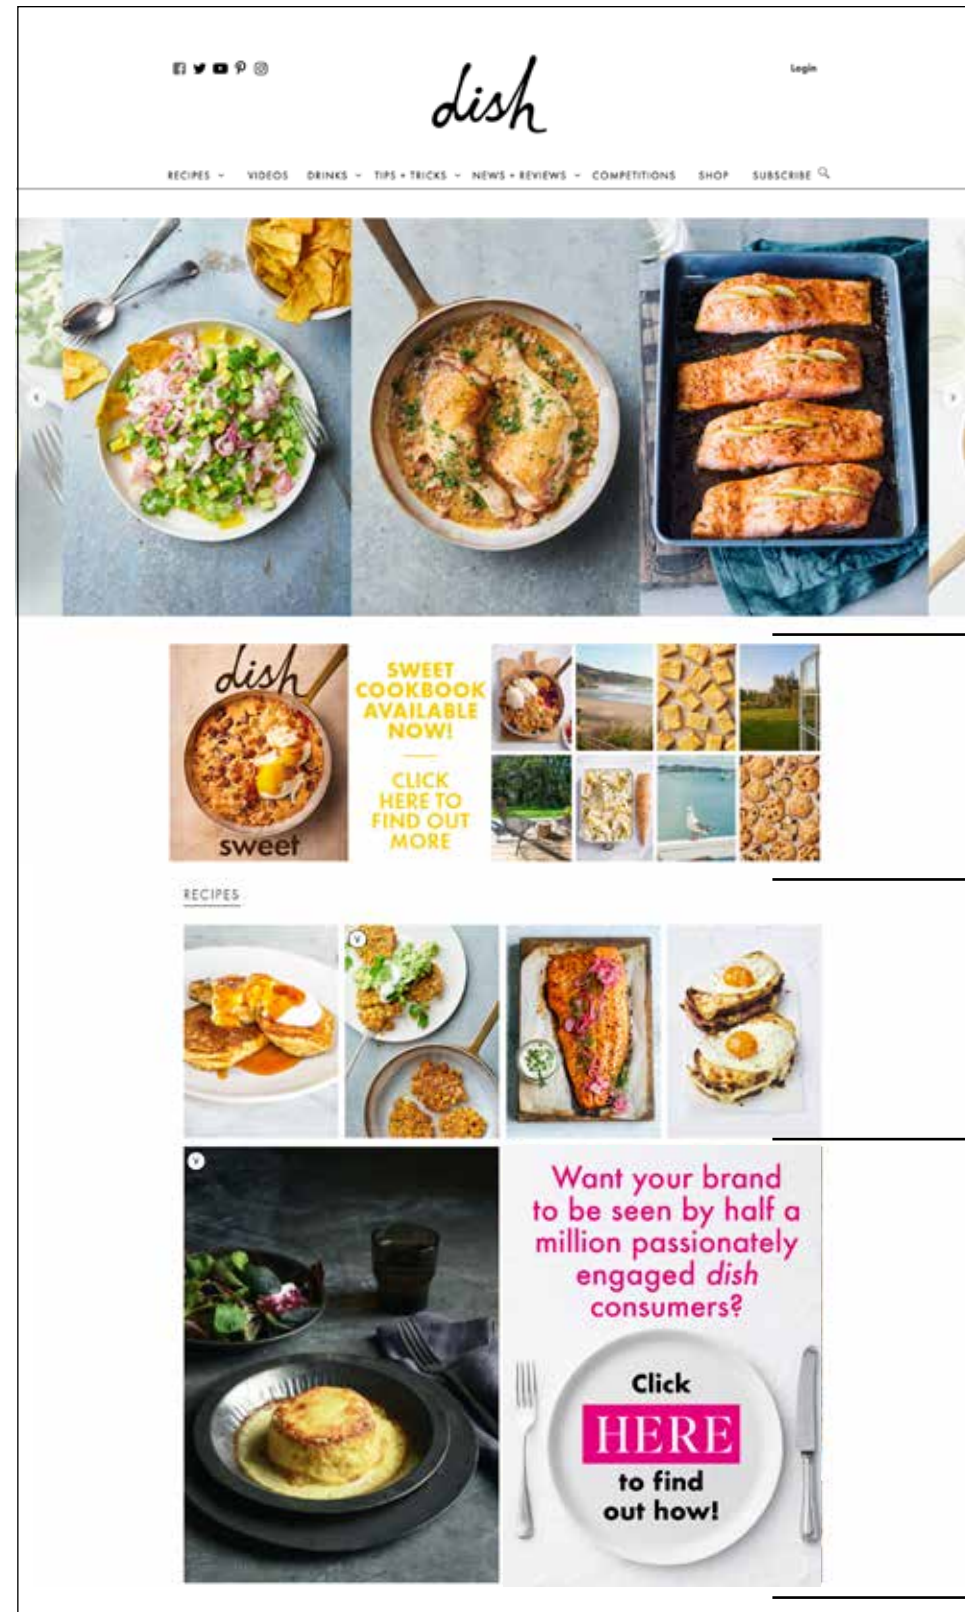 dish
Login
RECIPES VIDEOS DRINKS TIPS + TRICKS NEWS + REVIEWS COMPETITIONS SHOP SUBSCRIBE
dish
sweet
SWEET
COOKBOOK
AVAILABLE
NOW!
CLICK
HERE TO
FIND OUT
MORE
RECIPES
V
V
Want your brand
to be seen by half a
million passionately
engaged dish
consumers?
Click
HERE
to find
out how!